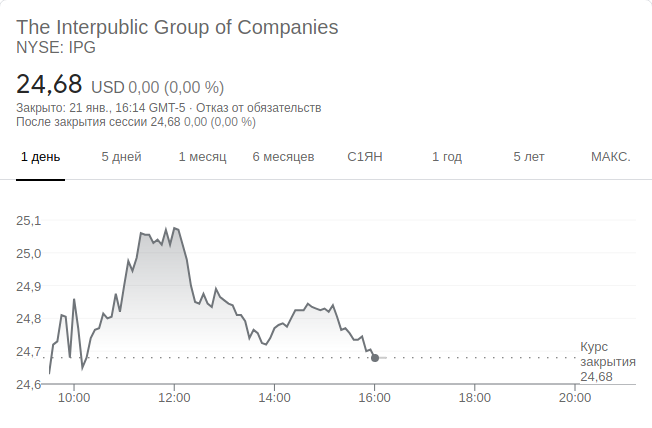 The Interpublic Group of Companies
NYSE: IPG
24,68 USD 0,00 (0,00 %)
Закрыто: 21 янв., 16:14 GMT-5 · Отказ от обязательств
После закрытия сессии 24,68 0,00 (0,00 %)
1 день 5 дней 1 месяц 6 месяцев С1ЯН 1 год 5 лет МАКС.
25,1
25,0
24,9
24,8
24,7
24,6
Курс
закрытия
24,68
10:00 12:00 14:00 16:00 18:00 20:00